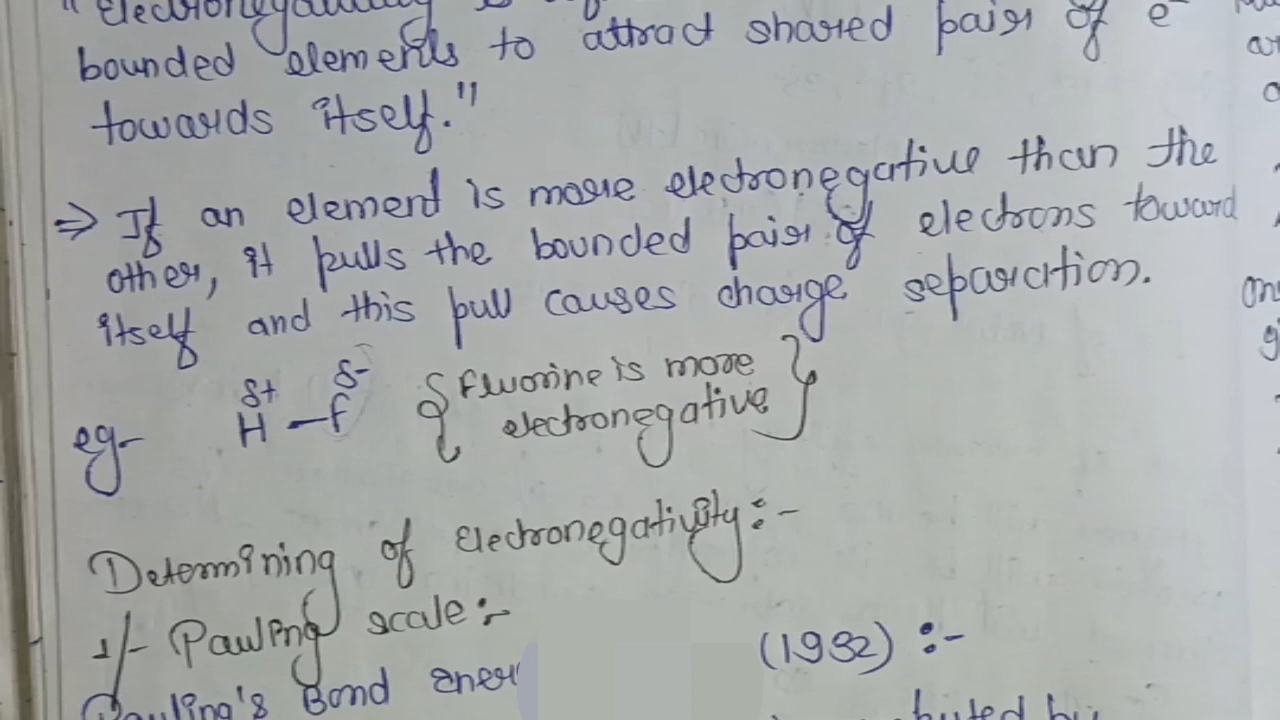 "Electronegativity is
bounded elements to attract shared pair of e⁻
towards itself."
⇒ If an element is more electronegative than the
other, it pulls the bounded pair of electrons toward
itself and this pull causes charge separation.
δ+ δ-
eg- H-F {Fluorine is more
electronegative}
Determining of Electronegativity:-
1/- Pauling scale:-
(1932) :-
Pauling's Bond